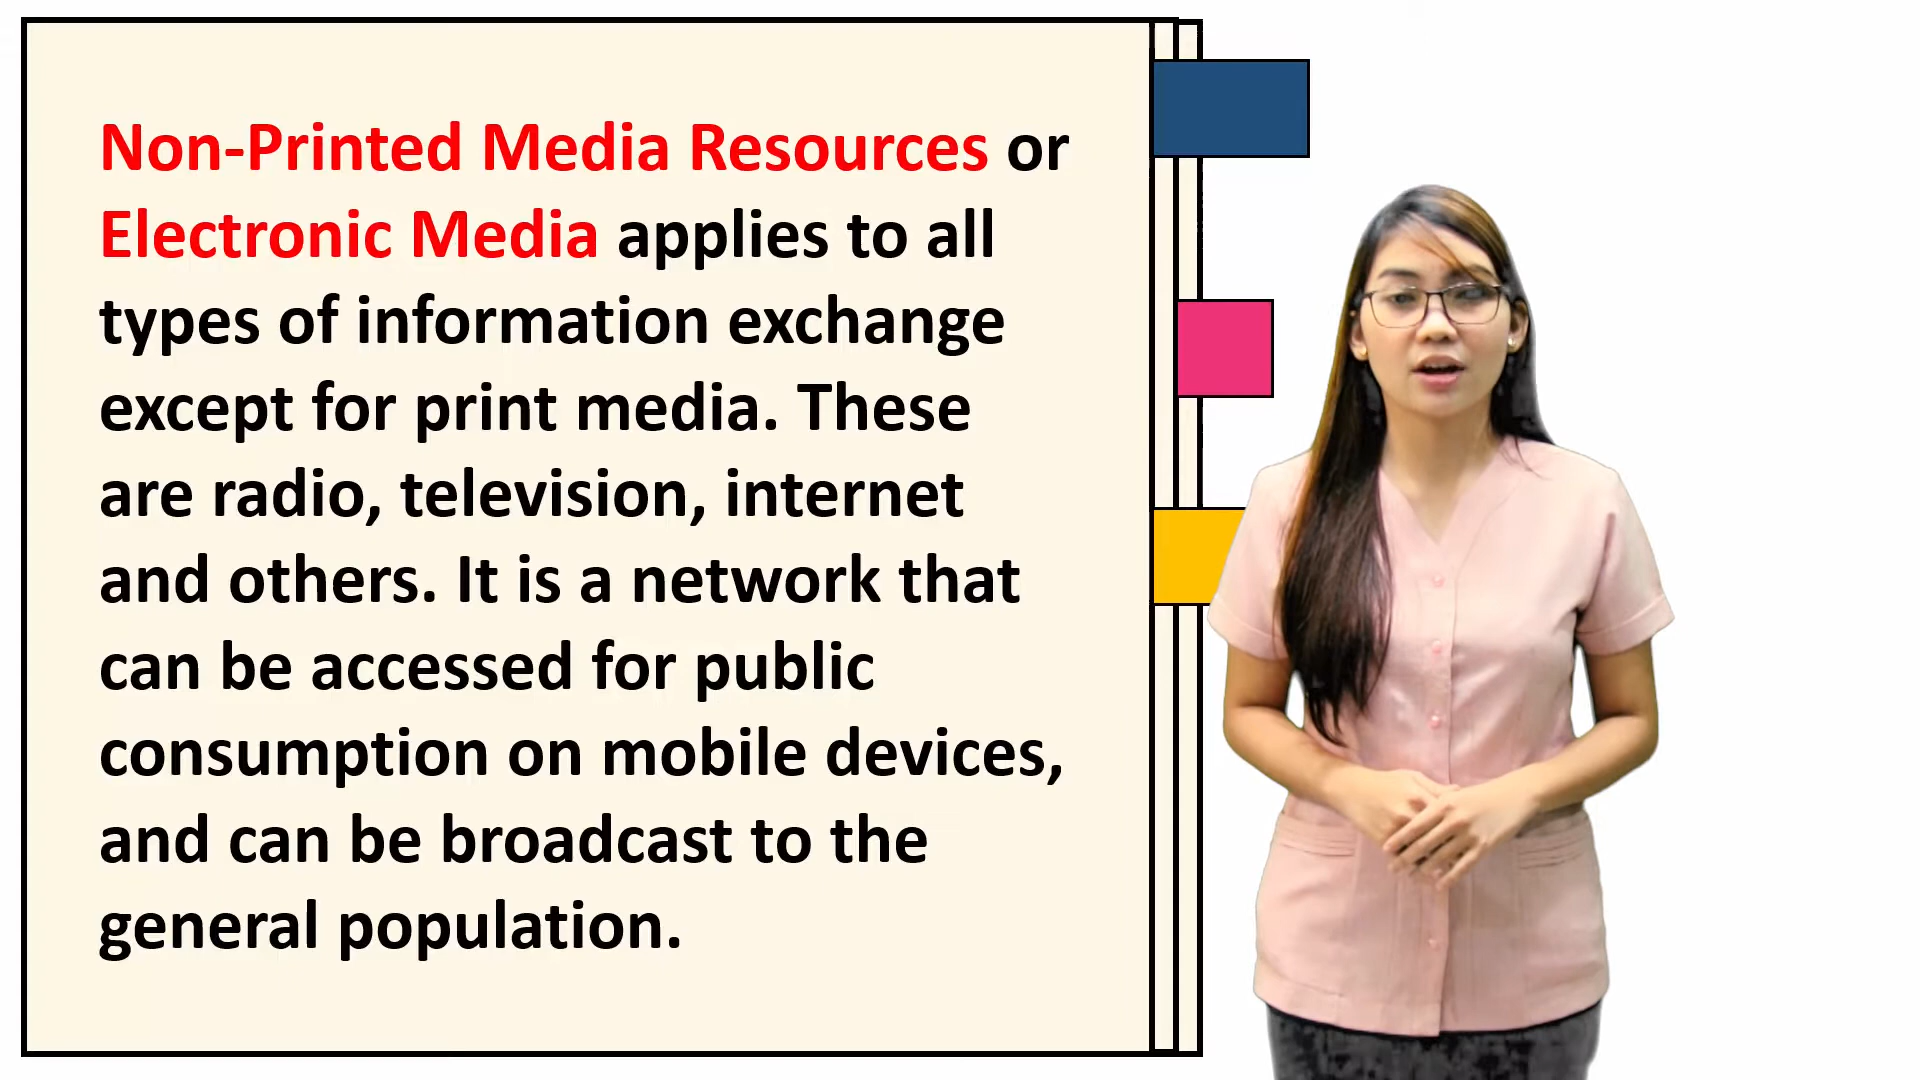 Non-Printed Media Resources or
Electronic Media applies to all
types of information exchange
except for print media. These
are radio, television, internet
and others. It is a network that
can be accessed for public
consumption on mobile devices,
and can be broadcast to the
general population.